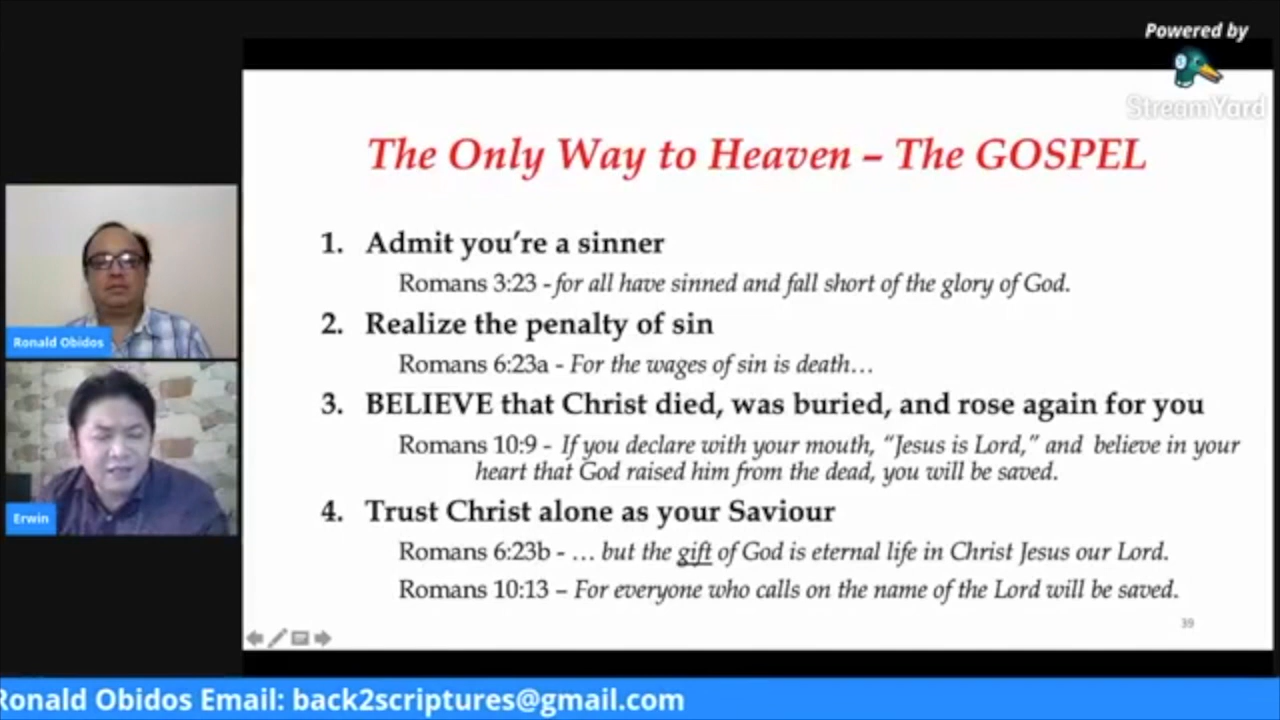 Powered by
StreamYard
The Only Way to Heaven – The GOSPEL
1. Admit you’re a sinner
Romans 3:23 - for all have sinned and fall short of the glory of God.
2. Realize the penalty of sin
Romans 6:23a - For the wages of sin is death…
3. BELIEVE that Christ died, was buried, and rose again for you
Romans 10:9 - If you declare with your mouth, “Jesus is Lord,” and believe in your
heart that God raised him from the dead, you will be saved.
4. Trust Christ alone as your Saviour
Romans 6:23b - … but the gift of God is eternal life in Christ Jesus our Lord.
Romans 10:13 – For everyone who calls on the name of the Lord will be saved.
39
Ronald Obidos
Erwin
Ronald Obidos Email: back2scriptures@gmail.com